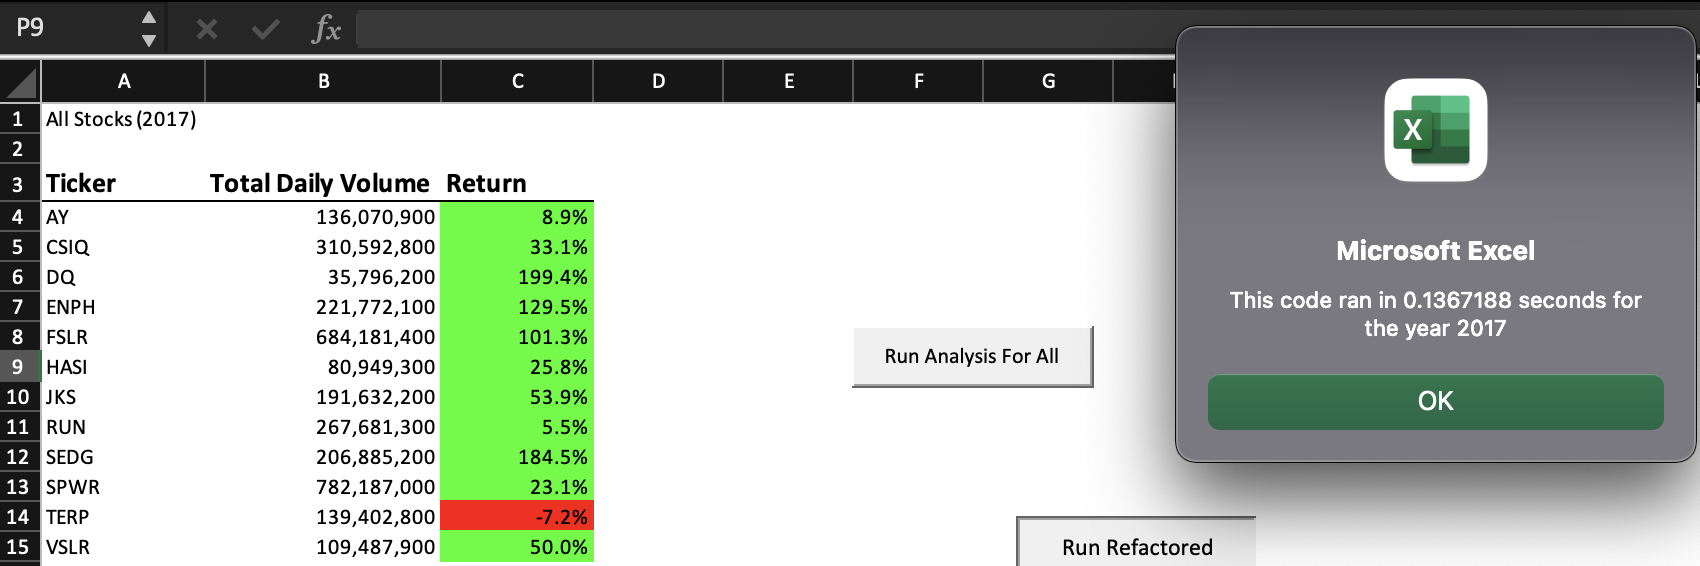 P9 fx
A B C D E F G
1 All Stocks (2017)
2
3 Ticker Total Daily Volume Return
4 AY 136,070,900 8.9%
5 CSIQ 310,592,800 33.1%
6 DQ 35,796,200 199.4%
7 ENPH 221,772,100 129.5%
8 FSLR 684,181,400 101.3%
9 HASI 80,949,300 25.8%
10 JKS 191,632,200 53.9%
11 RUN 267,681,300 5.5%
12 SEDG 206,885,200 184.5%
13 SPWR 782,187,000 23.1%
14 TERP 139,402,800 -7.2%
15 VSLR 109,487,900 50.0%
Run Analysis For All
Run Refactored
X
Microsoft Excel
This code ran in 0.1367188 seconds for
the year 2017
OK